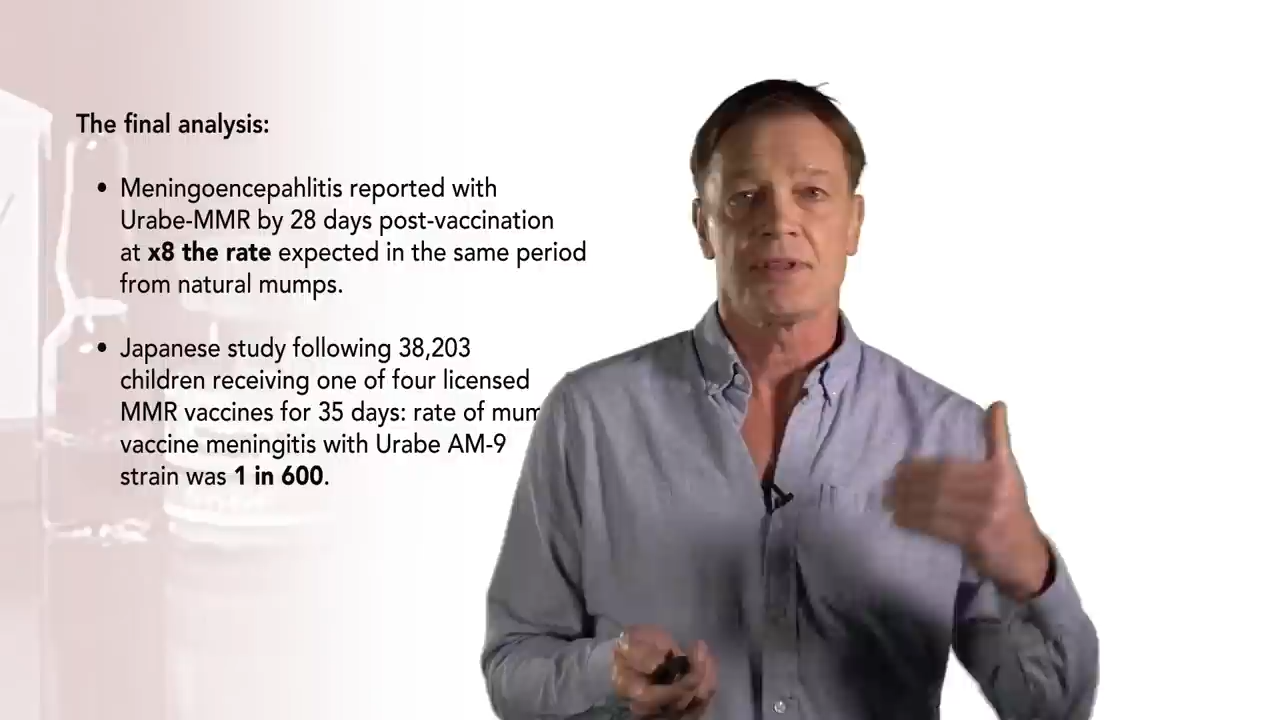 The final analysis:
• Meningoencepahlitis reported with
Urabe-MMR by 28 days post-vaccination
at x8 the rate expected in the same period
from natural mumps.
• Japanese study following 38,203
children receiving one of four licensed
MMR vaccines for 35 days: rate of mum
vaccine meningitis with Urabe AM-9
strain was 1 in 600.